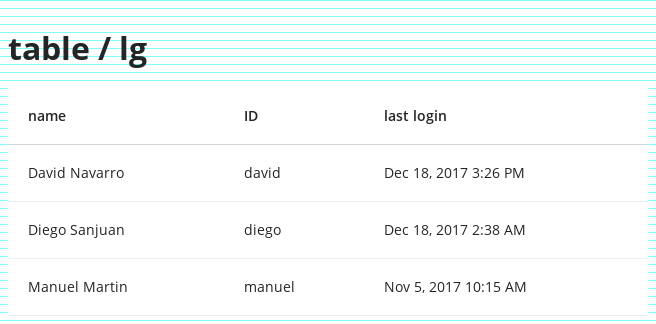 table / lg
name ID last login
David Navarro david Dec 18, 2017 3:26 PM
Diego Sanjuan diego Dec 18, 2017 2:38 AM
Manuel Martin manuel Nov 5, 2017 10:15 AM